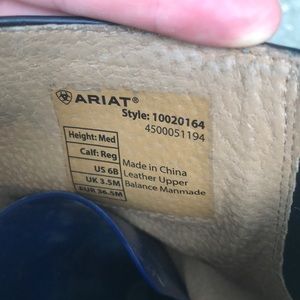 ARIAT®
Style: 10020164
4500051194
Height: Med
Calf: Reg
US 6B
UK 3.5M
EUR 36.5M
Made in China
Leather Upper
Balance Manmade